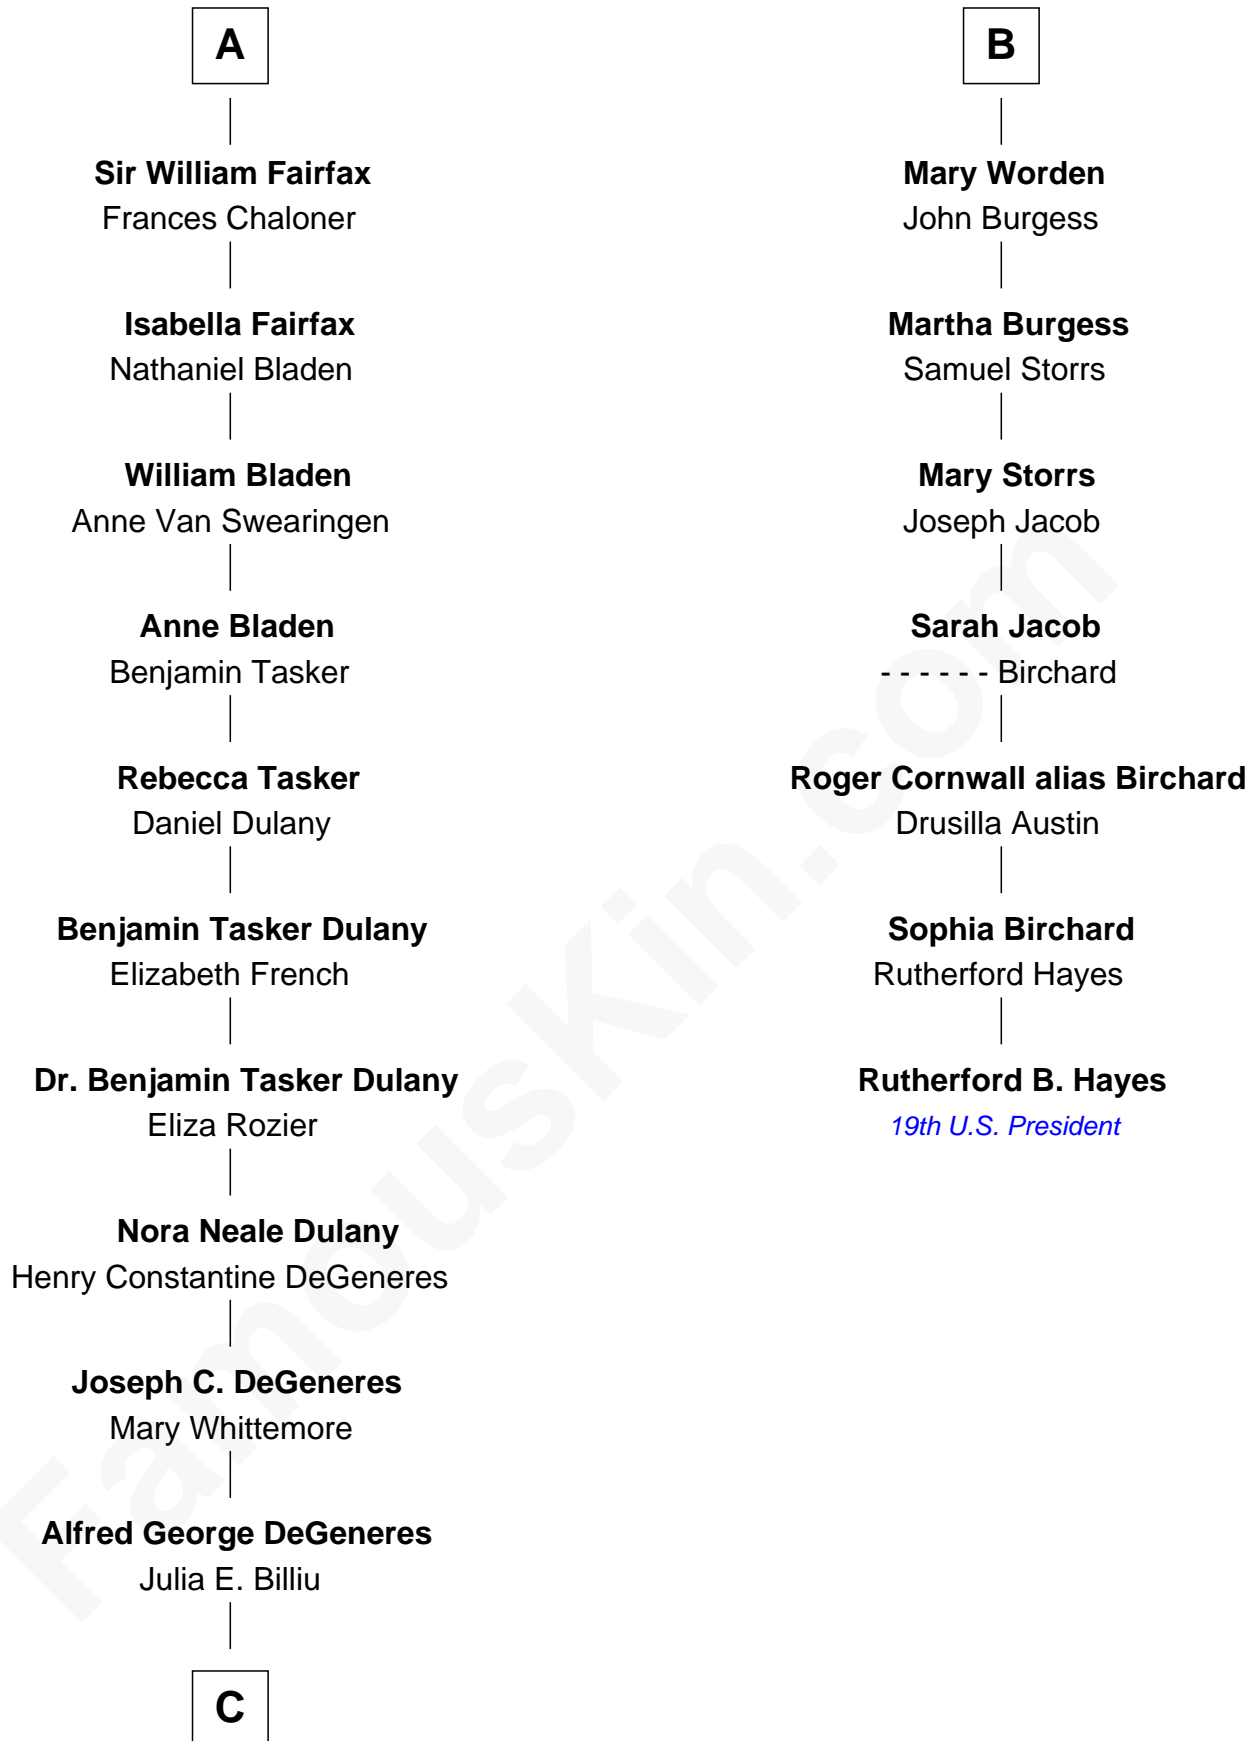 A
Sir William Fairfax
Frances Chaloner
Isabella Fairfax
Nathaniel Bladen
William Bladen
Anne Van Swearingen
Anne Bladen
Benjamin Tasker
Rebecca Tasker
Daniel Dulany
Benjamin Tasker Dulany
Elizabeth French
Dr. Benjamin Tasker Dulany
Eliza Rozier
Nora Neale Dulany
Henry Constantine DeGeneres
Joseph C. DeGeneres
Mary Whittemore
Alfred George DeGeneres
Julia E. Billiu
C
B
Mary Worden
John Burgess
Martha Burgess
Samuel Storrs
Mary Storrs
Joseph Jacob
Sarah Jacob
- - - - - - Birchard
Roger Cornwall alias Birchard
Drusilla Austin
Sophia Birchard
Rutherford Hayes
Rutherford B. Hayes
19th U.S. President
FamousKin.com